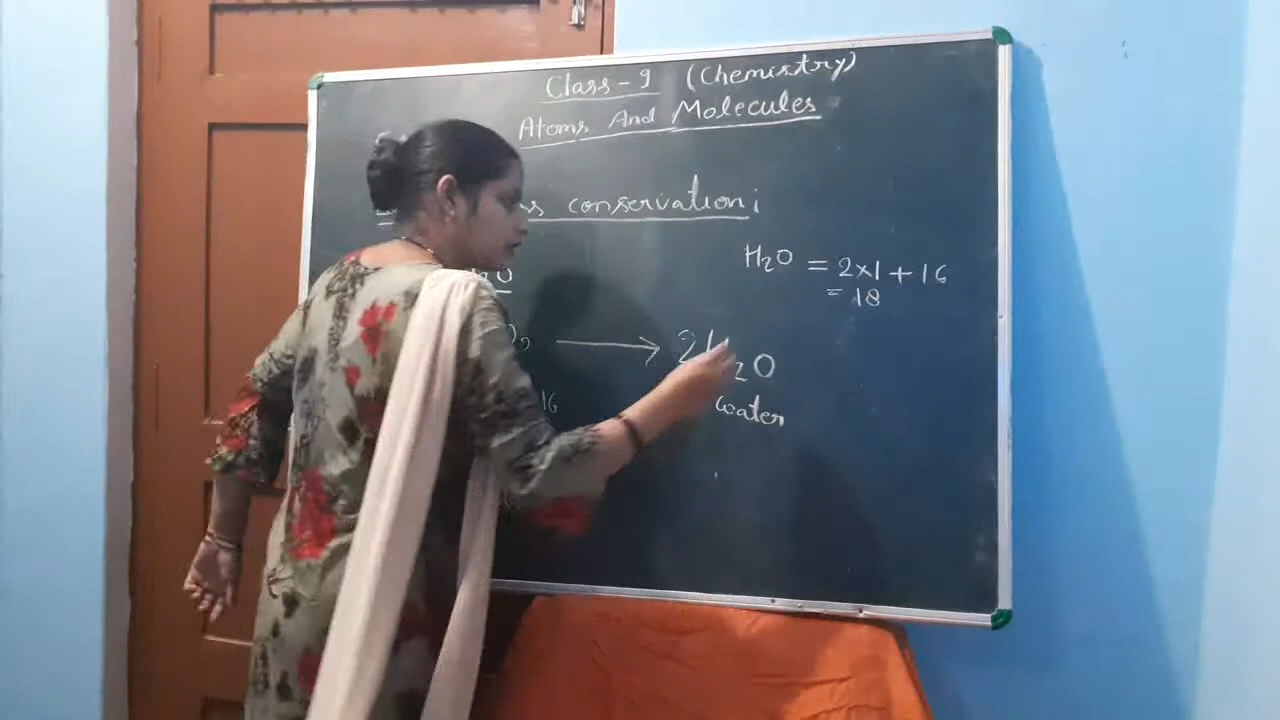 Class - 9 (Chemistry)
Atoms And Molecules
conservation;
H₂O = 2×1 + 16
= 18
O₂ ⟶ 2H₂O
16
water